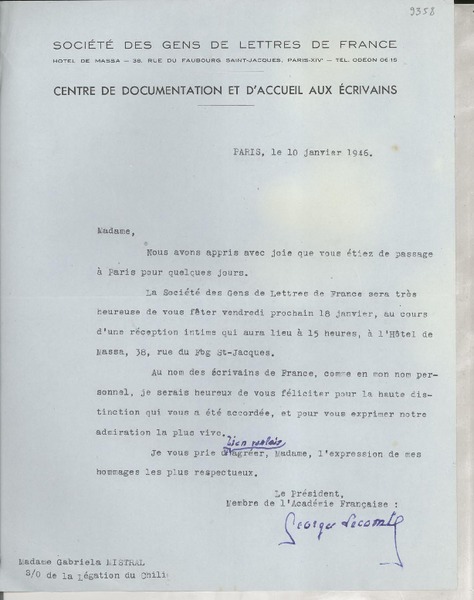 9358
SOCIÉTÉ DES GENS DE LETTRES DE FRANCE
HOTEL DE MASSA — 38, RUE DU FAUBOURG SAINT-JACQUES, PARIS-XIVᵉ — TÉL. ODÉON 06-15
CENTRE DE DOCUMENTATION ET D'ACCUEIL AUX ÉCRIVAINS
PARIS, le 10 janvier 1946.
Madame,
Nous avons appris avec joie que vous étiez de passage
à Paris pour quelques jours.
La Société des Gens de Lettres de France sera très
heureuse de vous fêter vendredi prochain 18 janvier, au cours
d'une réception intime qui aura lieu à 15 heures, à l'Hôtel de
Massa, 38, rue du Fbg St-Jacques.
Au nom des écrivains de France, comme en mon nom per-
sonnel, je serais heureux de vous féliciter pour la haute dis-
tinction qui vous a été accordée, et pour vous exprimer notre
admiration la plus vive.
bien vouloir
Je vous prie d'agréer, Madame, l'expression de mes
hommages les plus respectueux.
Le Président,
Membre de l'Académie Française :
Georges Lecomte
Madame Gabriela MISTRAL
S/O de la Légation du Chili